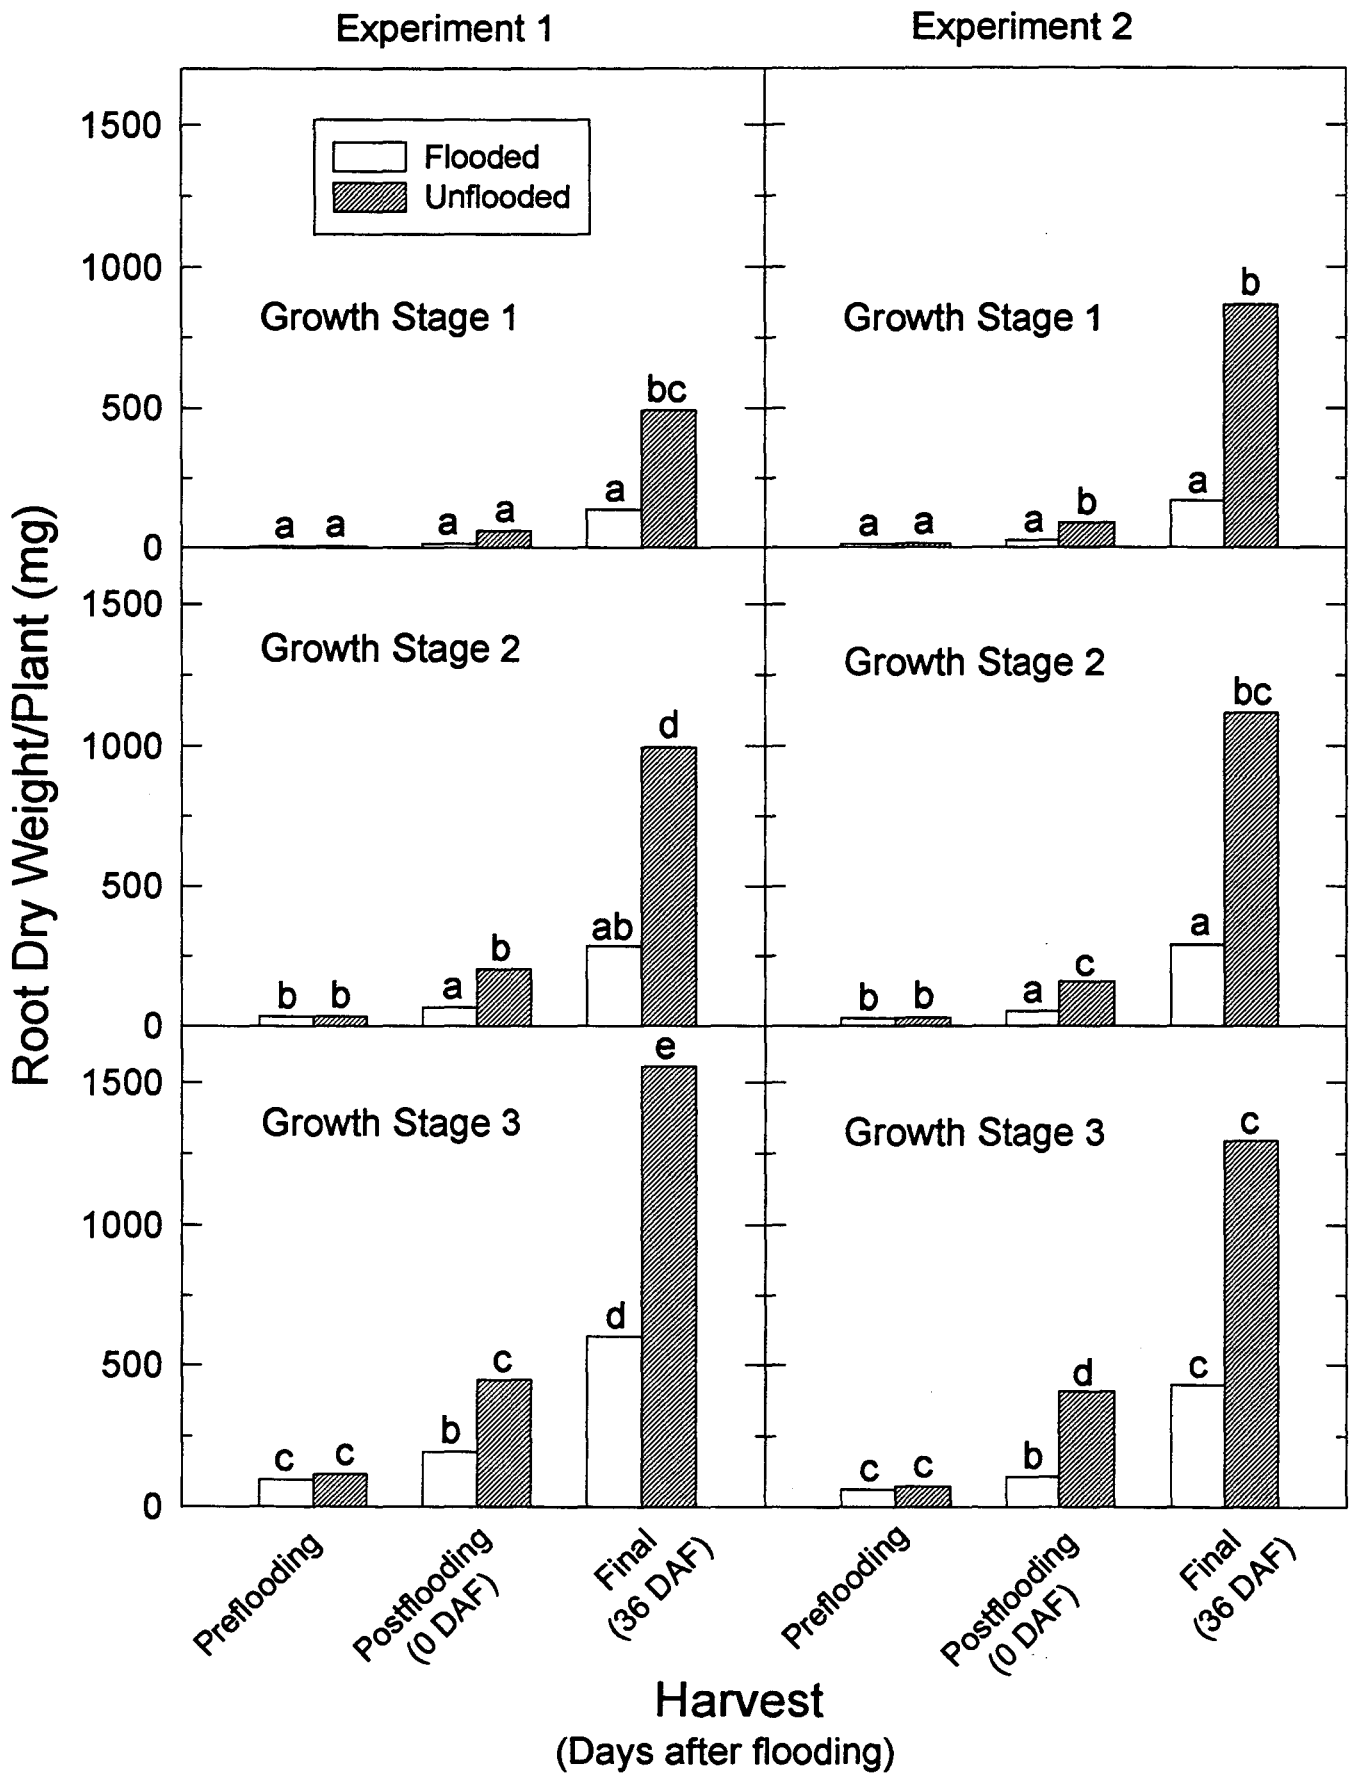 Experiment 1
Experiment 2
Root Dry Weight/Plant (mg)
1500
1000
500
0
Flooded
Unflooded
Growth Stage 1
a a a a a bc
Growth Stage 1
a a a b a b
1500
1000
500
0
Growth Stage 2
b b a b ab d
Growth Stage 2
b b a c a bc
1500
1000
500
0
Growth Stage 3
c c b c d e
Growth Stage 3
c c b d c c
Preflooding
Postflooding
(0 DAF)
Final
(36 DAF)
Preflooding
Postflooding
(0 DAF)
Final
(36 DAF)
Harvest
(Days after flooding)